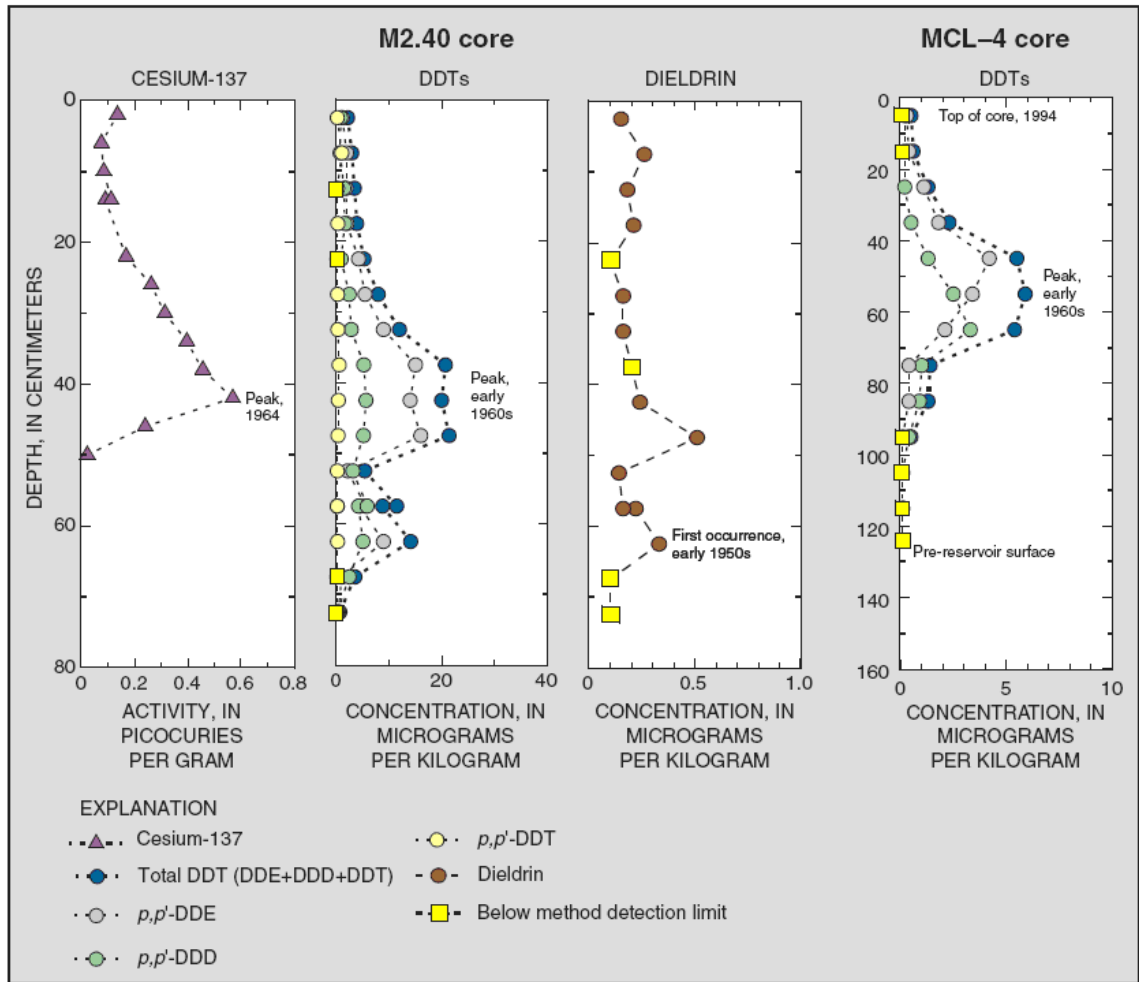 M2.40 core
MCL–4 core
CESIUM-137
DDTs
DIELDRIN
DDTs
DEPTH, IN CENTIMETERS
0
20
40
60
80
0
0.2
0.4
0.6
0.8
Peak,
1964
ACTIVITY, IN
PICOCURIES
PER GRAM
0
20
40
Peak,
early
1960s
CONCENTRATION, IN
MICROGRAMS
PER KILOGRAM
0
0.5
1.0
First occurrence,
early 1950s
CONCENTRATION, IN
MICROGRAMS
PER KILOGRAM
0
20
40
60
80
100
120
140
160
0
5
10
Top of core, 1994
Peak,
early
1960s
Pre-reservoir surface
CONCENTRATION, IN
MICROGRAMS
PER KILOGRAM
EXPLANATION
Cesium-137
Total DDT (DDE+DDD+DDT)
p,p'-DDE
p,p'-DDD
p,p'-DDT
Dieldrin
Below method detection limit